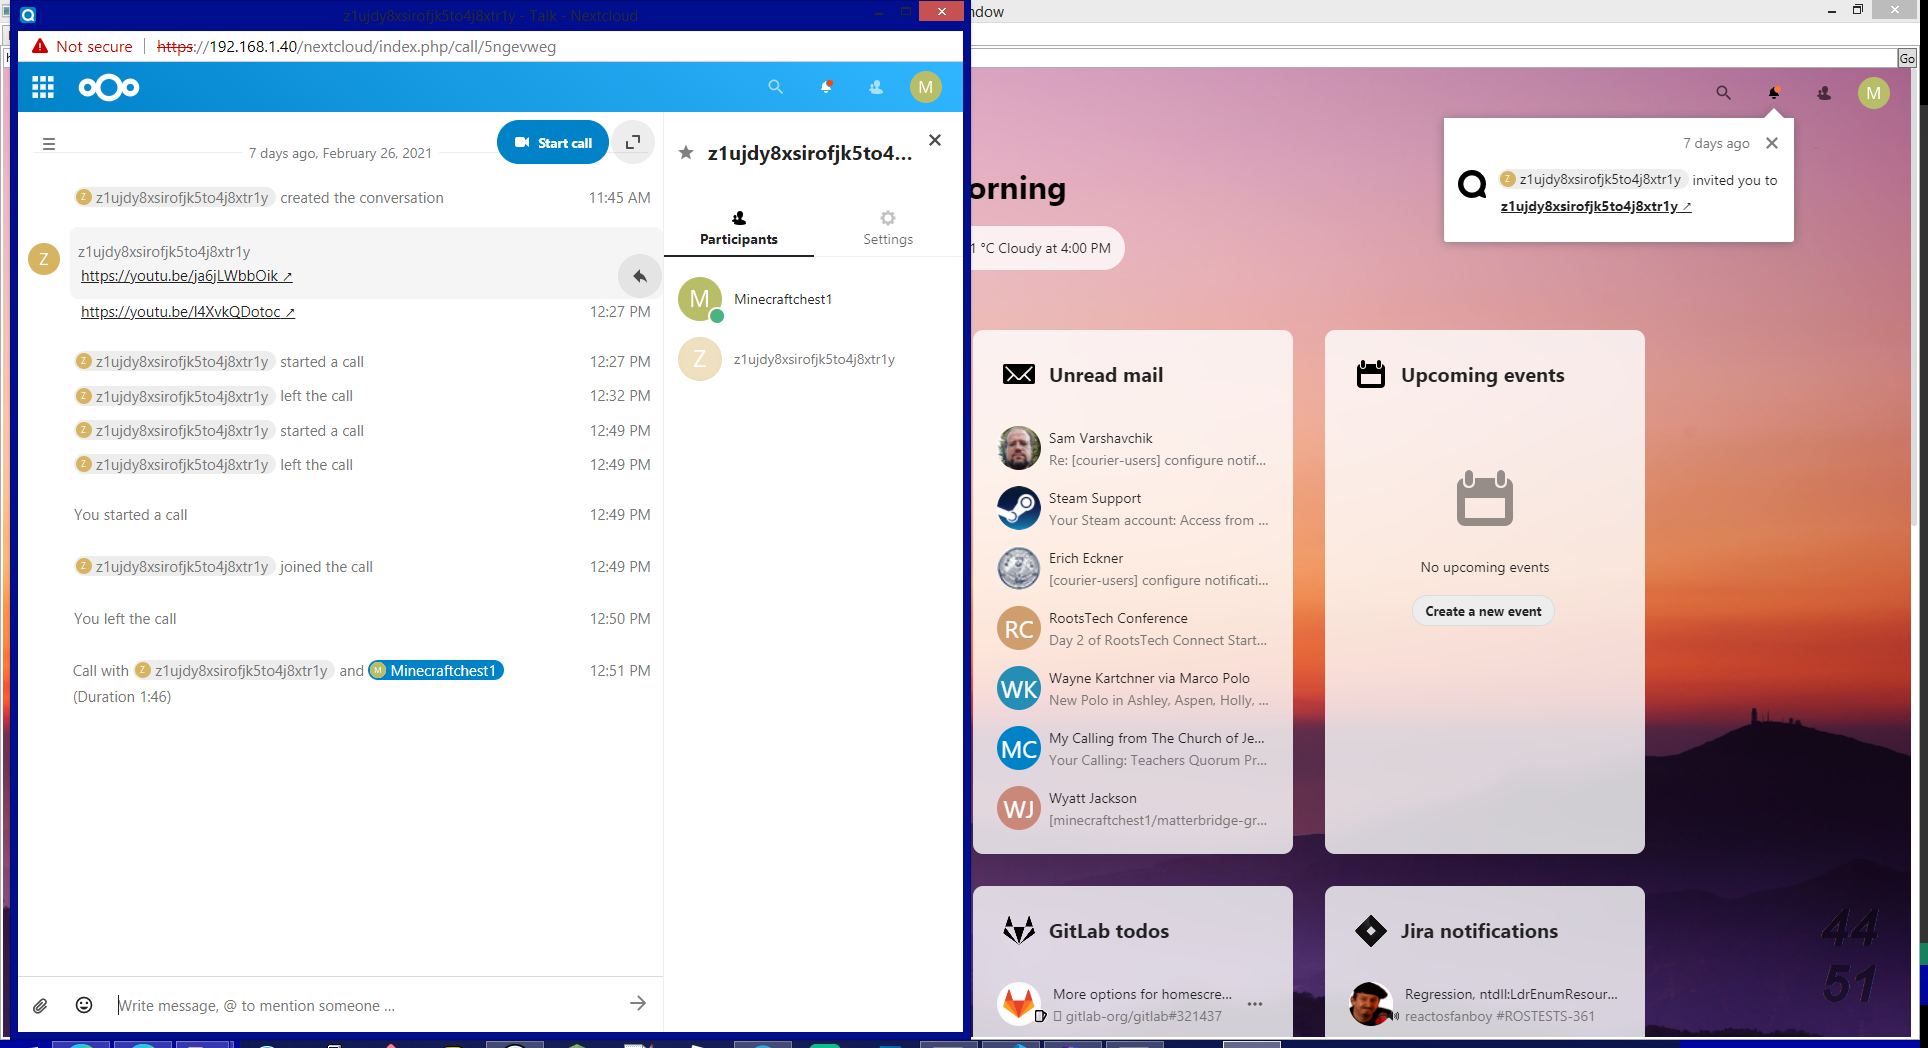 z1ujdy8xsirofjk5to4j8xtr1y - Talk - Nextcloud
Not secure | https://192.168.1.40/nextcloud/index.php/call/5ngevweg
M
7 days ago, February 26, 2021
Start call
Z z1ujdy8xsirofjk5to4j8xtr1y created the conversation 11:45 AM
Z
z1ujdy8xsirofjk5to4j8xtr1y
https://youtu.be/ja6jLWbbOik ↗
https://youtu.be/I4XvkQDotoc ↗ 12:27 PM
Z z1ujdy8xsirofjk5to4j8xtr1y started a call 12:27 PM
Z z1ujdy8xsirofjk5to4j8xtr1y left the call 12:32 PM
Z z1ujdy8xsirofjk5to4j8xtr1y started a call 12:49 PM
Z z1ujdy8xsirofjk5to4j8xtr1y left the call 12:49 PM
You started a call 12:49 PM
Z z1ujdy8xsirofjk5to4j8xtr1y joined the call 12:49 PM
You left the call 12:50 PM
Call with Z z1ujdy8xsirofjk5to4j8xtr1y and M Minecraftchest1 12:51 PM
(Duration 1:46)
Write message, @ to mention someone ...
z1ujdy8xsirofjk5to4...
Participants
Settings
M Minecraftchest1
Z z1ujdy8xsirofjk5to4j8xtr1y
ndow
Go
M
7 days ago
Z z1ujdy8xsirofjk5to4j8xtr1y invited you to
z1ujdy8xsirofjk5to4j8xtr1y ↗
orning
1 °C Cloudy at 4:00 PM
Unread mail
Sam Varshavchik
Re: [courier-users] configure notif...
Steam Support
Your Steam account: Access from ...
Erich Eckner
[courier-users] configure notificati...
RC
RootsTech Conference
Day 2 of RootsTech Connect Start...
WK
Wayne Kartchner via Marco Polo
New Polo in Ashley, Aspen, Holly, ...
MC
My Calling from The Church of Je...
Your Calling: Teachers Quorum Pr...
WJ
Wyatt Jackson
[minecraftchest1/matterbridge-gr...
Upcoming events
No upcoming events
Create a new event
GitLab todos
More options for homescre...
gitlab-org/gitlab#321437
Jira notifications
Regression, ntdll:LdrEnumResour...
reactosfanboy #ROSTESTS-361
44
51